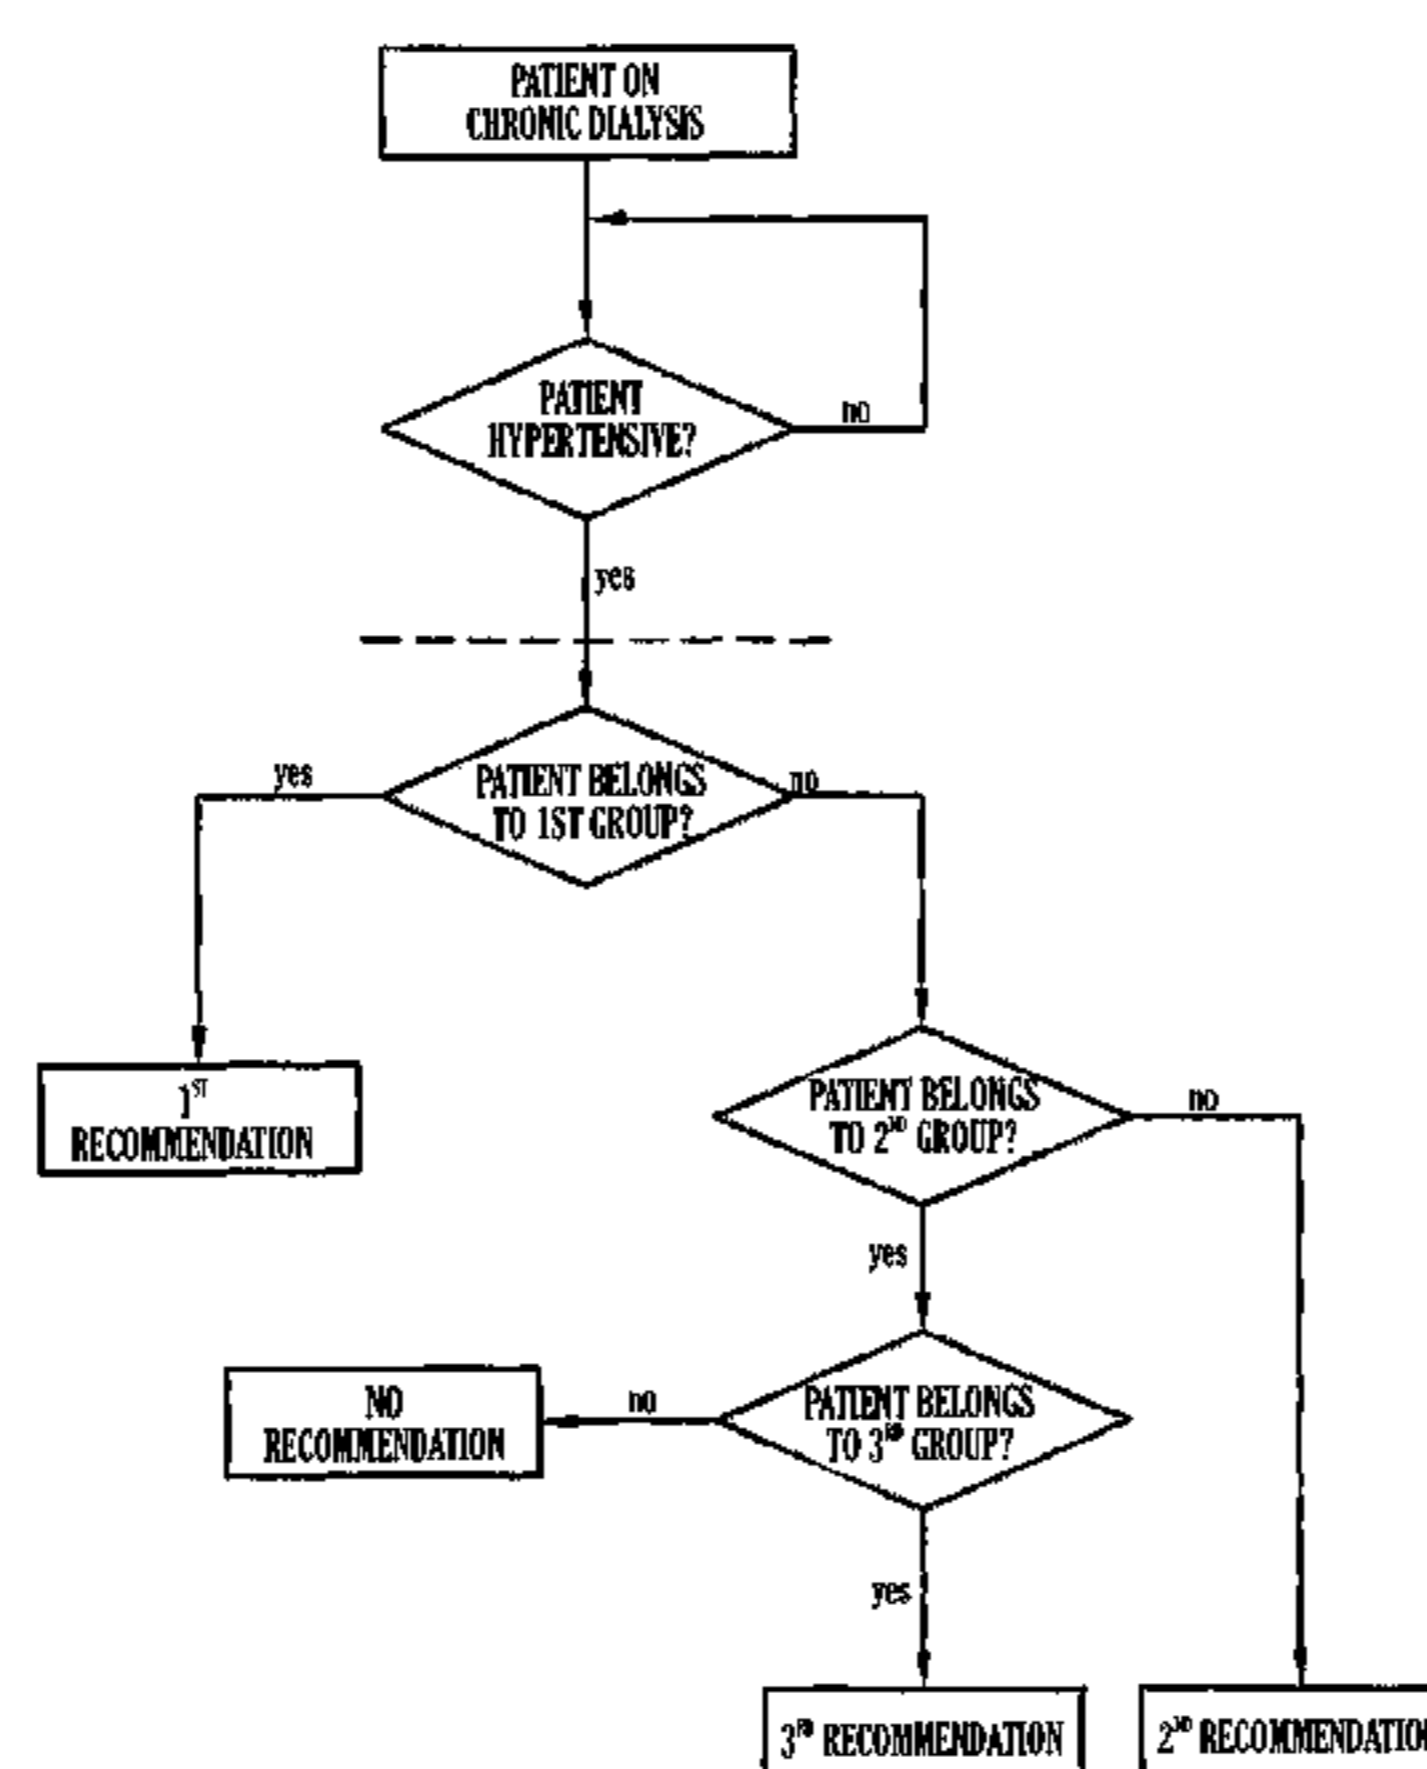 PATIENT ON
CHRONIC DIALYSIS
PATIENT
HYPERTENSIVE?
no
yes
yes
PATIENT BELONGS
TO 1ST GROUP?
no
1ST
RECOMMENDATION
PATIENT BELONGS
TO 2ND GROUP?
no
yes
NO
RECOMMENDATION
no
PATIENT BELONGS
TO 3RD GROUP?
yes
3RD RECOMMENDATION
2ND RECOMMENDATIO